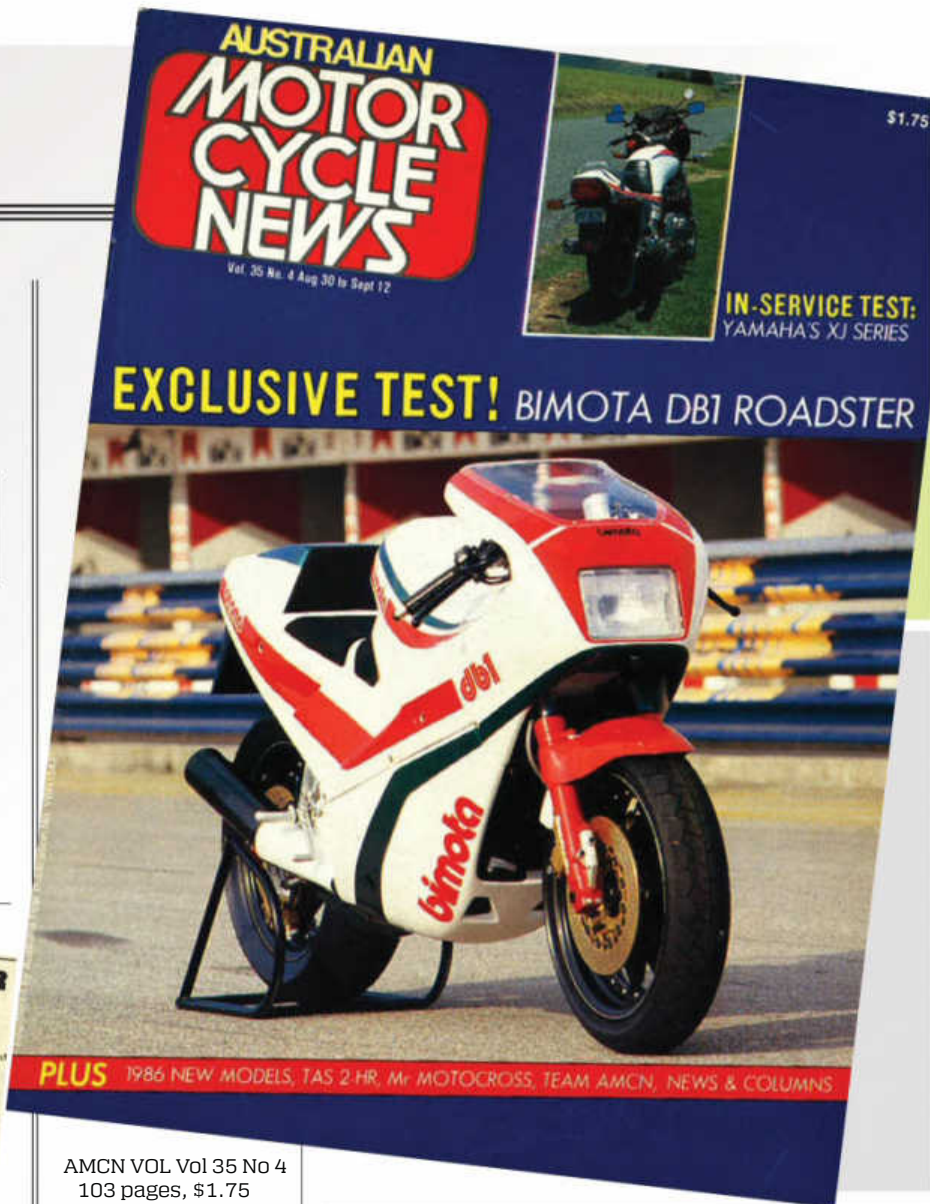 AUSTRALIAN
MOTOR
CYCLE
NEWS
Vol. 35 No. 4 Aug 30 to Sept 12
$1.75
IN-SERVICE TEST:
YAMAHA'S XJ SERIES
EXCLUSIVE TEST! BIMOTA DB1 ROADSTER
bimota
db1
bimota
PLUS 1986 NEW MODELS, TAS 2-HR, Mr MOTOCROSS, TEAM AMCN, NEWS & COLUMNS
AMCN VOL Vol 35 No 4
103 pages, $1.75